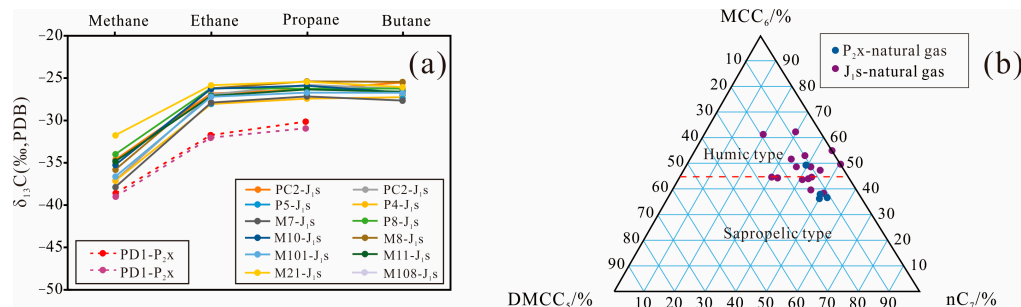 Methane Ethane Propane Butane
(a)
δ₁₃C(‰,PDB)
−20
−25
−30
−35
−40
−45
−50
PD1-P₂x
PD1-P₂x
PC2-J₁s PC2-J₁s
P5-J₁s P4-J₁s
M7-J₁s P8-J₁s
M10-J₁s M8-J₁s
M101-J₁s M11-J₁s
M21-J₁s M108-J₁s
MCC₆/%
(b)
P₂x-natural gas
J₁s-natural gas
10 90
20 80
30 70
40 60
50 50
60 40
70 30
80 20
90 10
Humic type
Sapropelic type
DMCC₅/% 10 20 30 40 50 60 70 80 90 nC₇/%